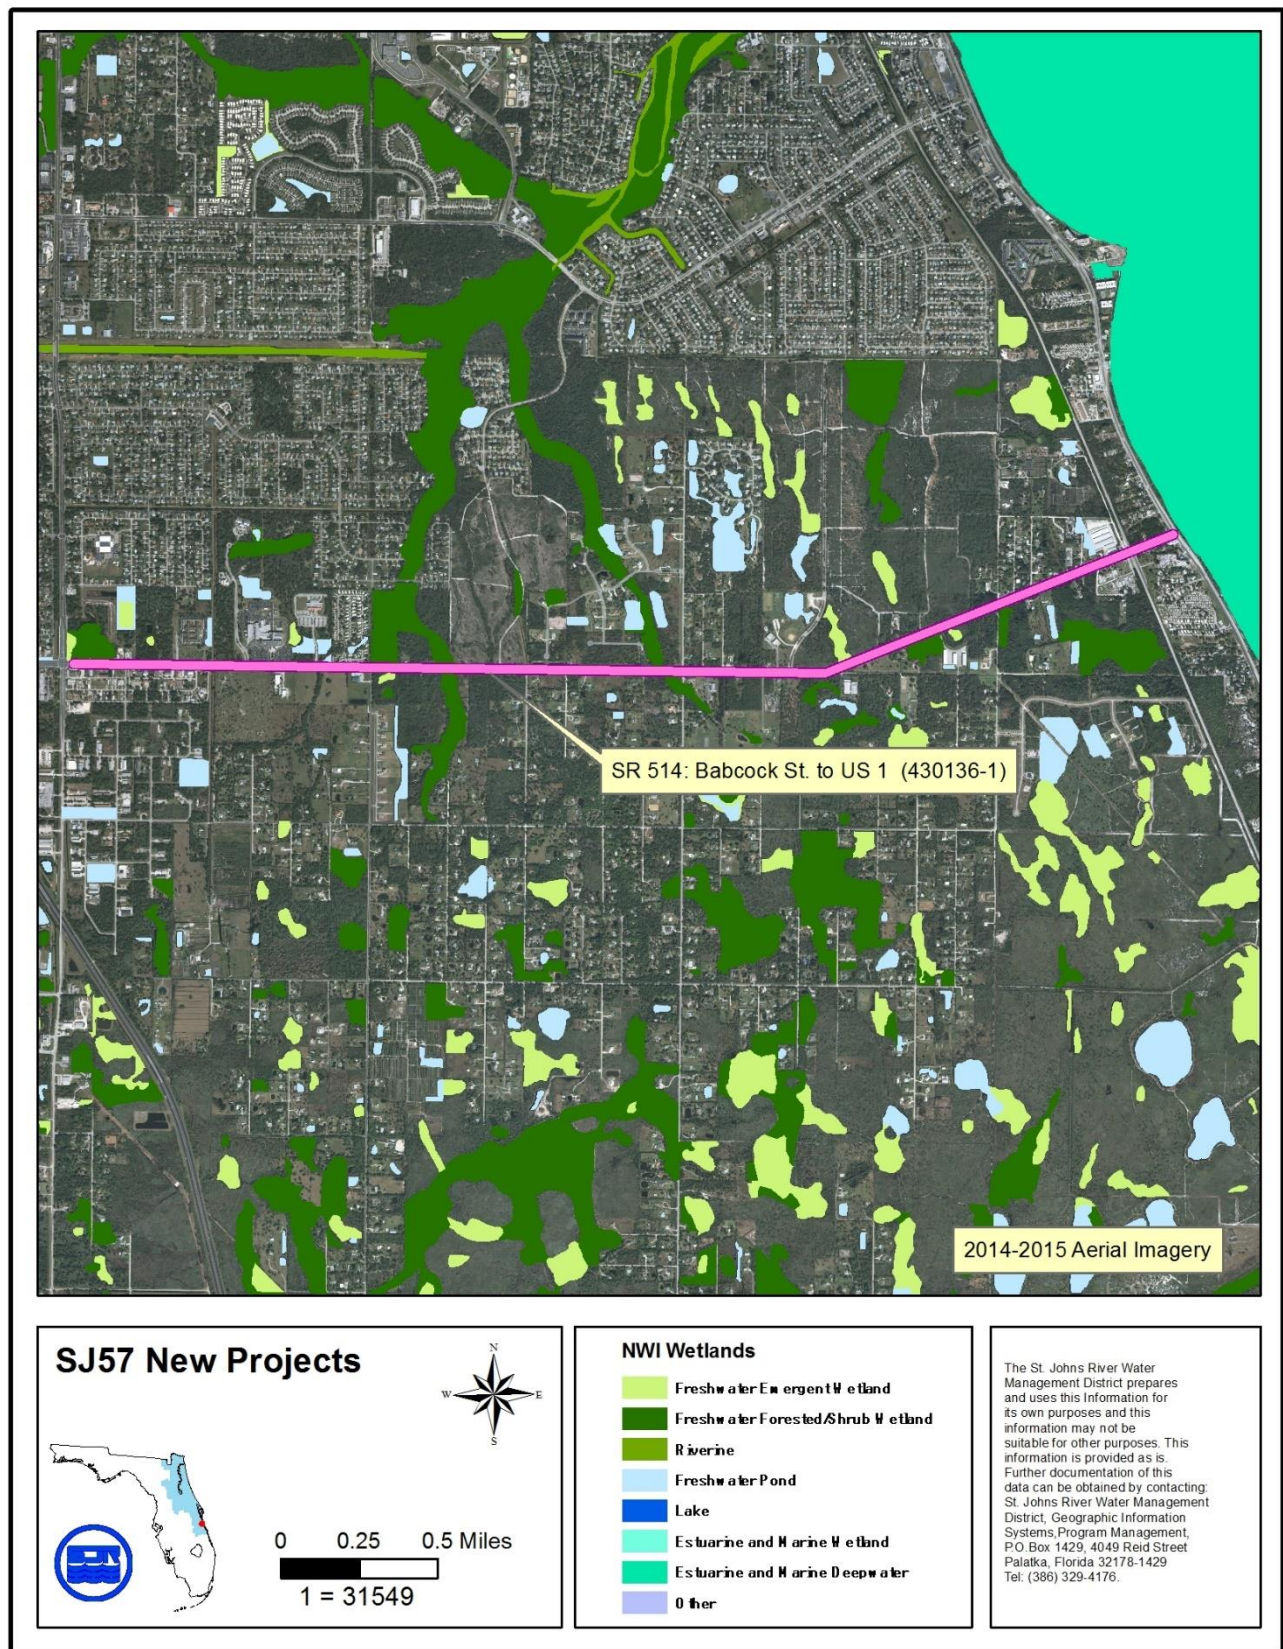 SR 514: Babcock St. to US 1 (430136-1)
2014-2015 Aerial Imagery
SJ57 New Projects
N
W
E
S
0 0.25 0.5 Miles
1 = 31549
NWI Wetlands
Freshwater Emergent Wetland
Freshwater Forested/Shrub Wetland
Riverine
Freshwater Pond
Lake
Estuarine and Marine Wetland
Estuarine and Marine Deepwater
Other
The St. Johns River Water
Management District prepares
and uses this Information for
its own purposes and this
information may not be
suitable for other purposes. This
information is provided as is.
Further documentation of this
data can be obtained by contacting:
St. Johns River Water Management
District, Geographic Information
Systems,Program Management,
P.O.Box 1429, 4049 Reid Street
Palatka, Florida 32178-1429
Tel: (386) 329-4176.